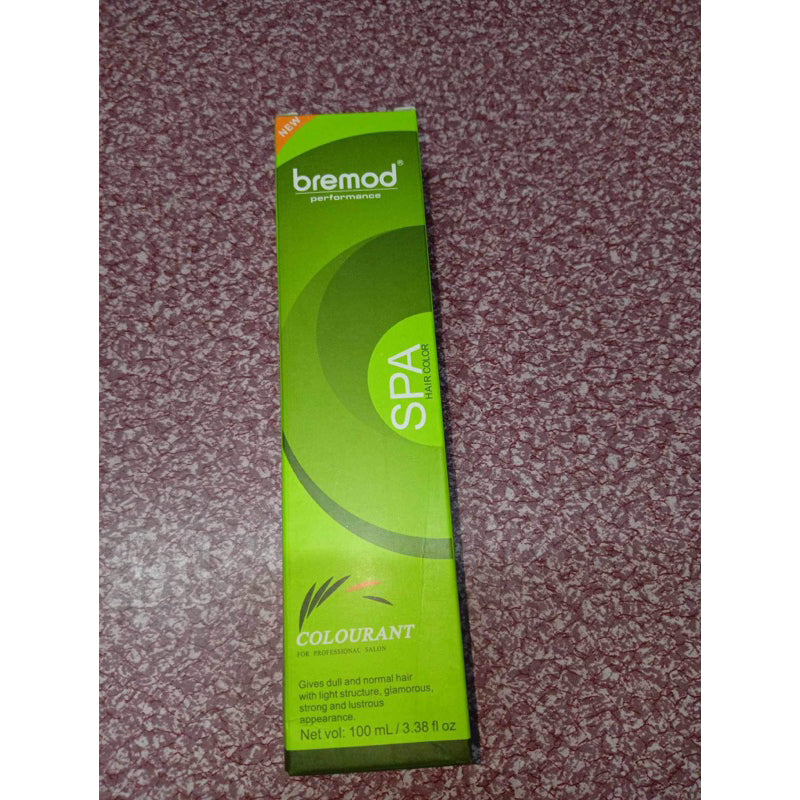 NEW
bremod®
performance
SPA
HAIR COLOR
COLOURANT
FOR PROFESSIONAL SALON
Gives dull and normal hair
with light structure, glamorous,
strong and lustrous
appearance.
Net vol: 100 mL / 3.38 fl oz